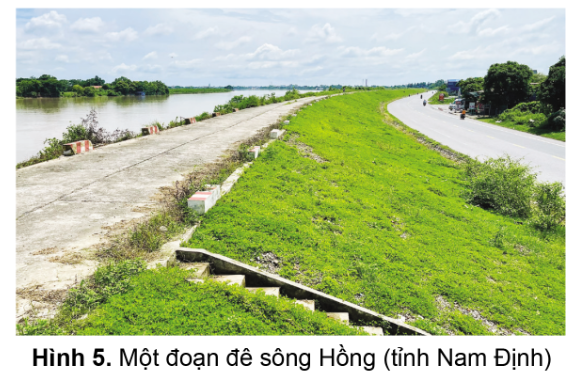 Hình 5. Một đoạn đê sông Hồng (tỉnh Nam Định)